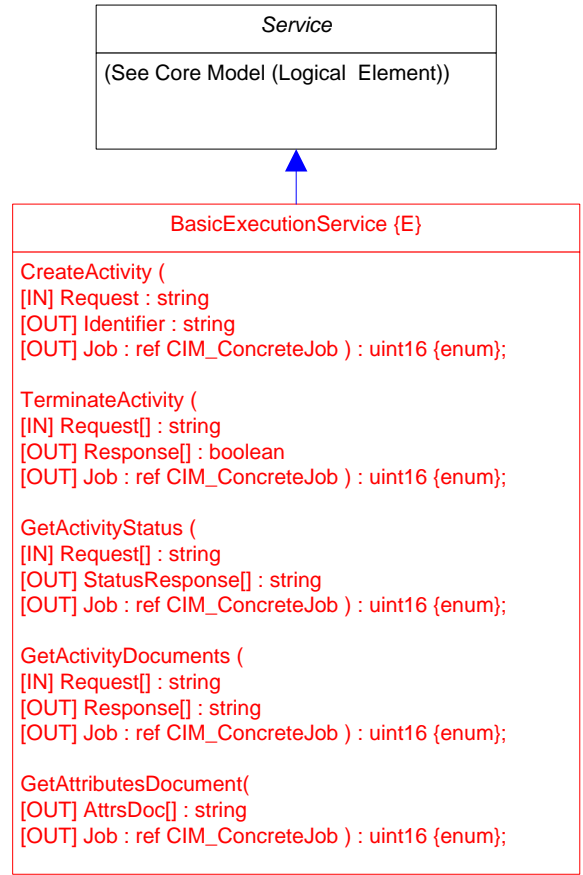 Service
(See Core Model (Logical Element))
BasicExecutionService {E}
CreateActivity (
[IN] Request : string
[OUT] Identifier : string
[OUT] Job : ref CIM_ConcreteJob ) : uint16 {enum};
TerminateActivity (
[IN] Request[] : string
[OUT] Response[] : boolean
[OUT] Job : ref CIM_ConcreteJob ) : uint16 {enum};
GetActivityStatus (
[IN] Request[] : string
[OUT] StatusResponse[] : string
[OUT] Job : ref CIM_ConcreteJob ) : uint16 {enum};
GetActivityDocuments (
[IN] Request[] : string
[OUT] Response[] : string
[OUT] Job : ref CIM_ConcreteJob ) : uint16 {enum};
GetAttributesDocument(
[OUT] AttrsDoc[] : string
[OUT] Job : ref CIM_ConcreteJob ) : uint16 {enum};